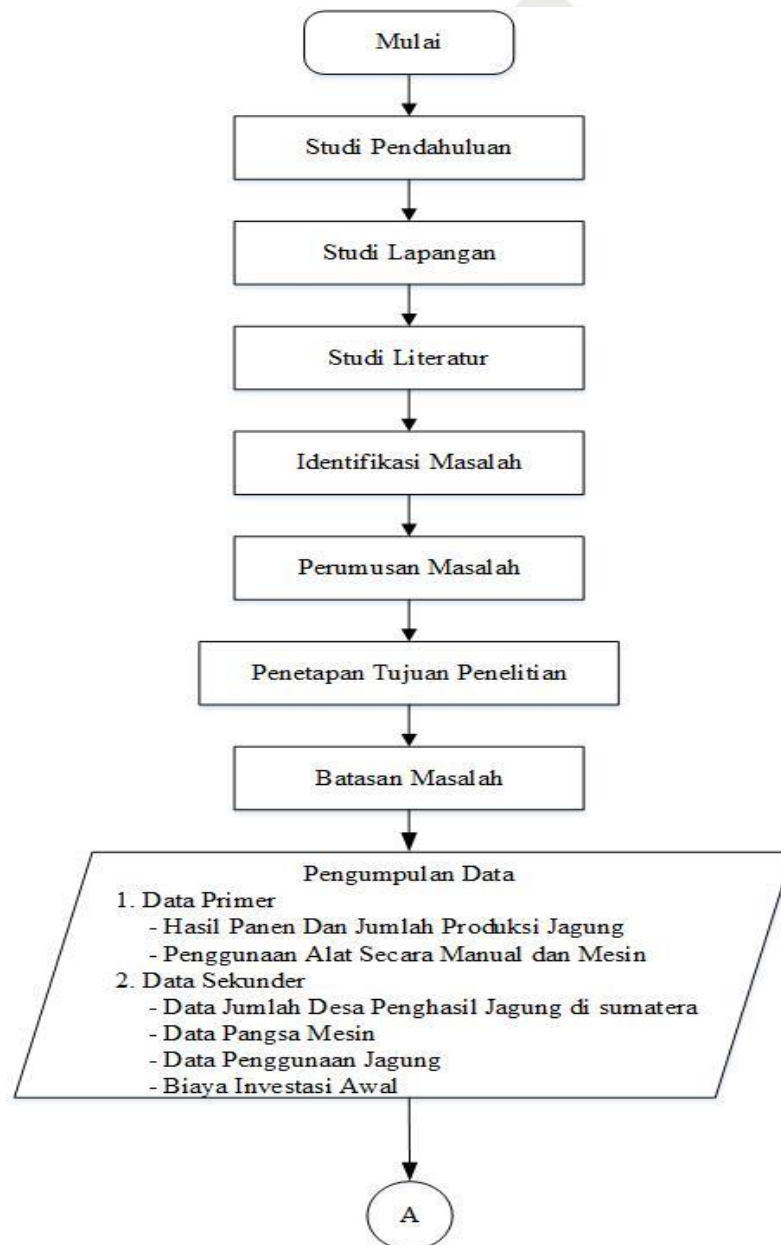 Mulai
Studi Pendahuluan
Studi Lapangan
Studi Literatur
Identifikasi Masalah
Perumusan Masalah
Penetapan Tujuan Penelitian
Batasan Masalah
Pengumpulan Data
1. Data Primer
- Hasil Panen Dan Jumlah Produksi Jagung
- Penggunaan Alat Secara Manual dan Mesin
2. Data Sekunder
- Data Jumlah Desa Penghasil Jagung di sumatera
- Data Pangsa Mesin
- Data Penggunaan Jagung
- Biaya Investasi Awal
A